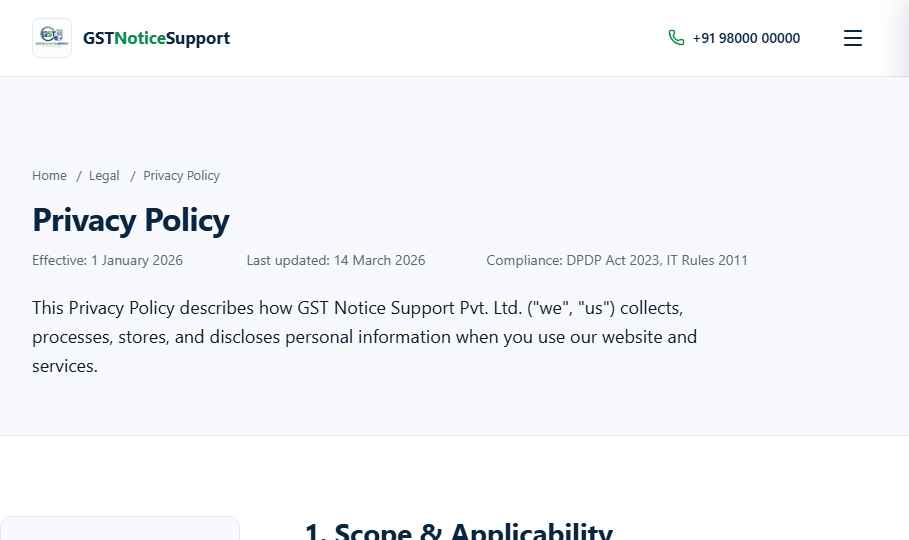 GSTNoticeSupport
+91 98000 00000
Home / Legal / Privacy Policy
Privacy Policy
Effective: 1 January 2026 Last updated: 14 March 2026 Compliance: DPDP Act 2023, IT Rules 2011
This Privacy Policy describes how GST Notice Support Pvt. Ltd. ("we", "us") collects,
processes, stores, and discloses personal information when you use our website and
services.
1. Scope & Applicability